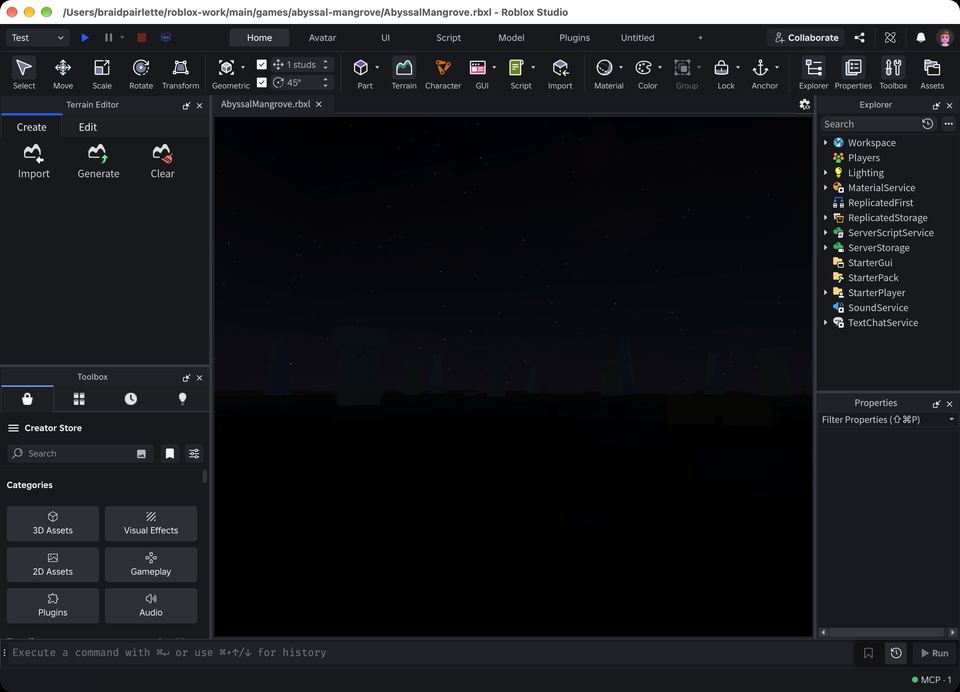 /Users/braidpairlette/roblox-work/main/games/abyssal-mangrove/AbyssalMangrove.rbxl - Roblox Studio
Test
Home
Avatar
UI
Script
Model
Plugins
Untitled
+
Collaborate
Select
Move
Scale
Rotate
Transform
Geometric
1 studs
45°
Part
Terrain
Character
GUI
Script
Import
Material
Color
Group
Lock
Anchor
Explorer
Properties
Toolbox
Assets
Terrain Editor
AbyssalMangrove.rbxl
Explorer
Create
Edit
Search
Import
Generate
Clear
Workspace
Players
Lighting
MaterialService
ReplicatedFirst
ReplicatedStorage
ServerScriptService
ServerStorage
StarterGui
StarterPack
StarterPlayer
SoundService
TextChatService
Toolbox
Creator Store
Search
Categories
3D Assets
Visual Effects
2D Assets
Gameplay
Plugins
Audio
Properties
Filter Properties (⇧⌘P)
Execute a command with ⌘↵ or use ⌘+↑/↓ for history
Run
MCP · 1